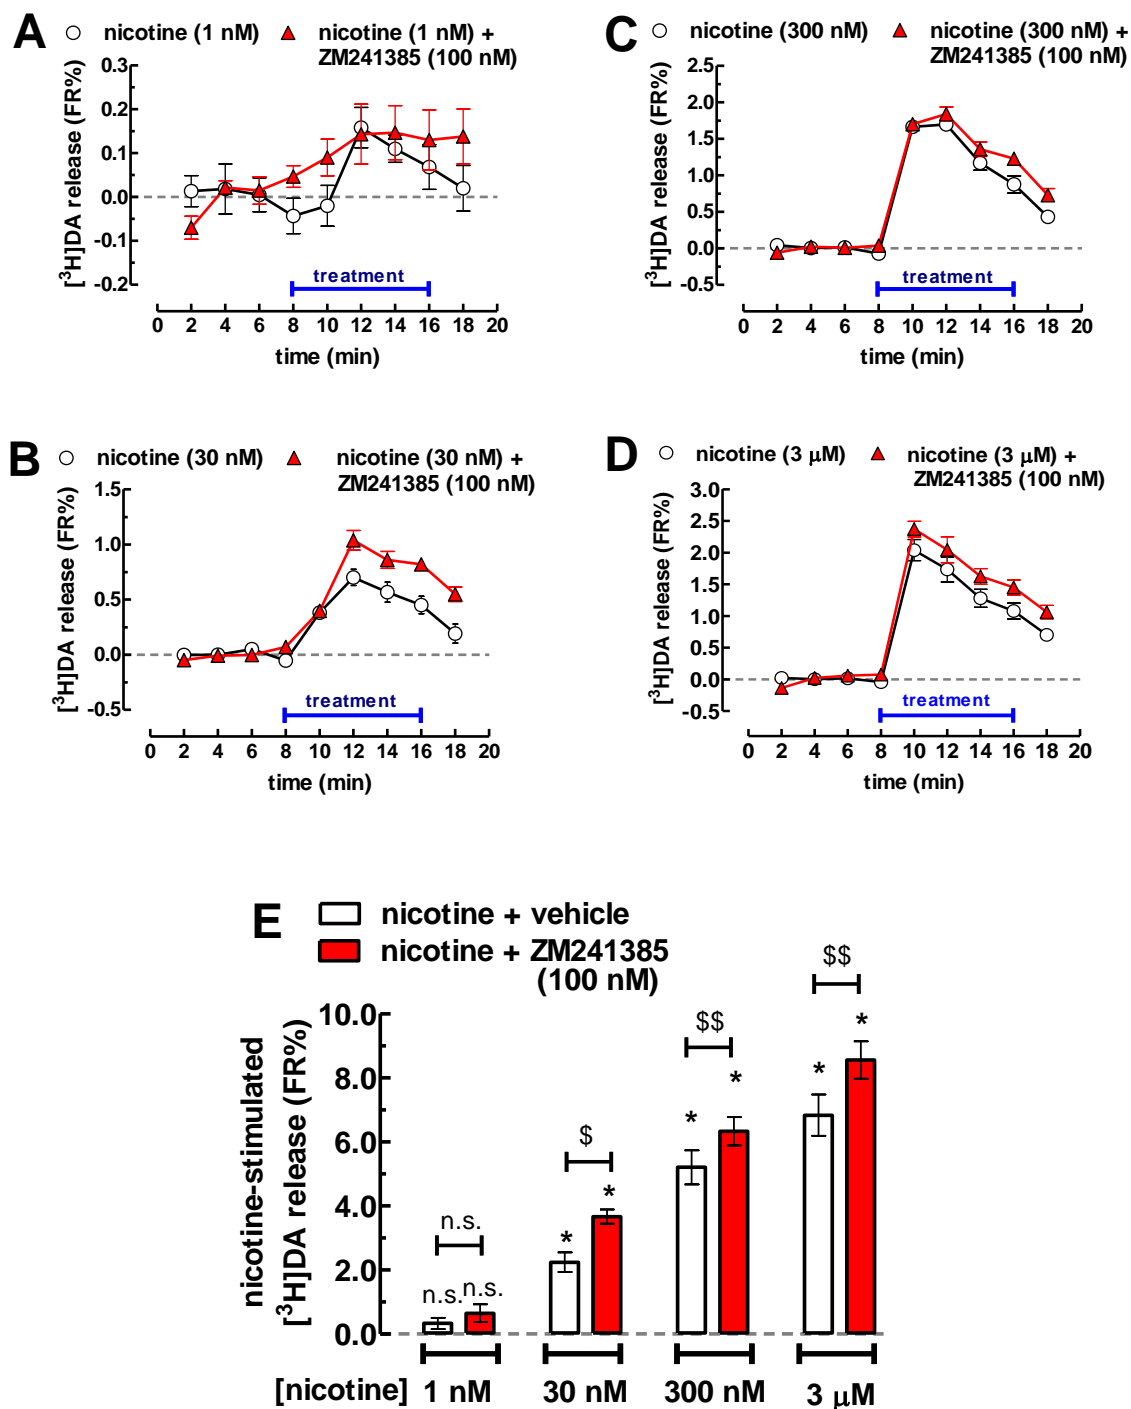 A
nicotine (1 nM)
nicotine (1 nM) +
ZM241385 (100 nM)
[³H]DA release (FR%)
0.3
0.2
0.1
0.0
-0.1
-0.2
treatment
0 2 4 6 8 10 12 14 16 18 20
time (min)
C
nicotine (300 nM)
nicotine (300 nM) +
ZM241385 (100 nM)
[³H]DA release (FR%)
2.5
2.0
1.5
1.0
0.5
0.0
-0.5
treatment
0 2 4 6 8 10 12 14 16 18 20
time (min)
B
nicotine (30 nM)
nicotine (30 nM) +
ZM241385 (100 nM)
[³H]DA release (FR%)
1.5
1.0
0.5
0.0
-0.5
treatment
0 2 4 6 8 10 12 14 16 18 20
time (min)
D
nicotine (3 μM)
nicotine (3 μM) +
ZM241385 (100 nM)
[³H]DA release (FR%)
3.0
2.5
2.0
1.5
1.0
0.5
0.0
-0.5
treatment
0 2 4 6 8 10 12 14 16 18 20
time (min)
E
nicotine + vehicle
nicotine + ZM241385
(100 nM)
nicotine-stimulated
[³H]DA release (FR%)
10.0
8.0
6.0
4.0
2.0
0.0
n.s.
n.s. n.s.
$
* *
$$
* *
$$
* *
[nicotine] 1 nM 30 nM 300 nM 3 μM